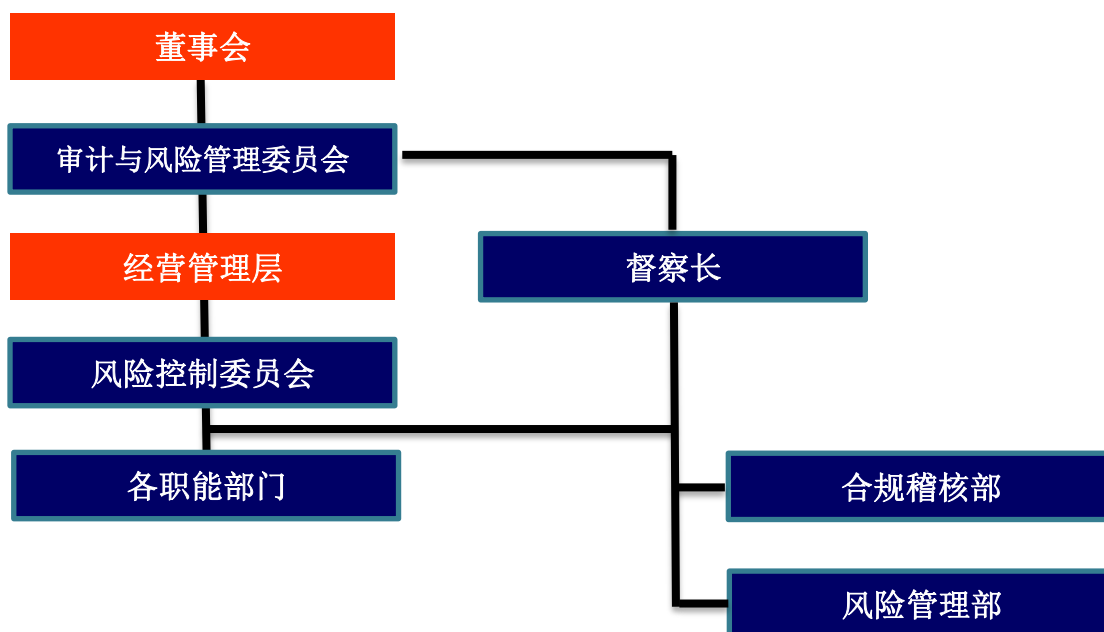 董事会
审计与风险管理委员会
经营管理层
督察长
风险控制委员会
各职能部门
合规稽核部
风险管理部